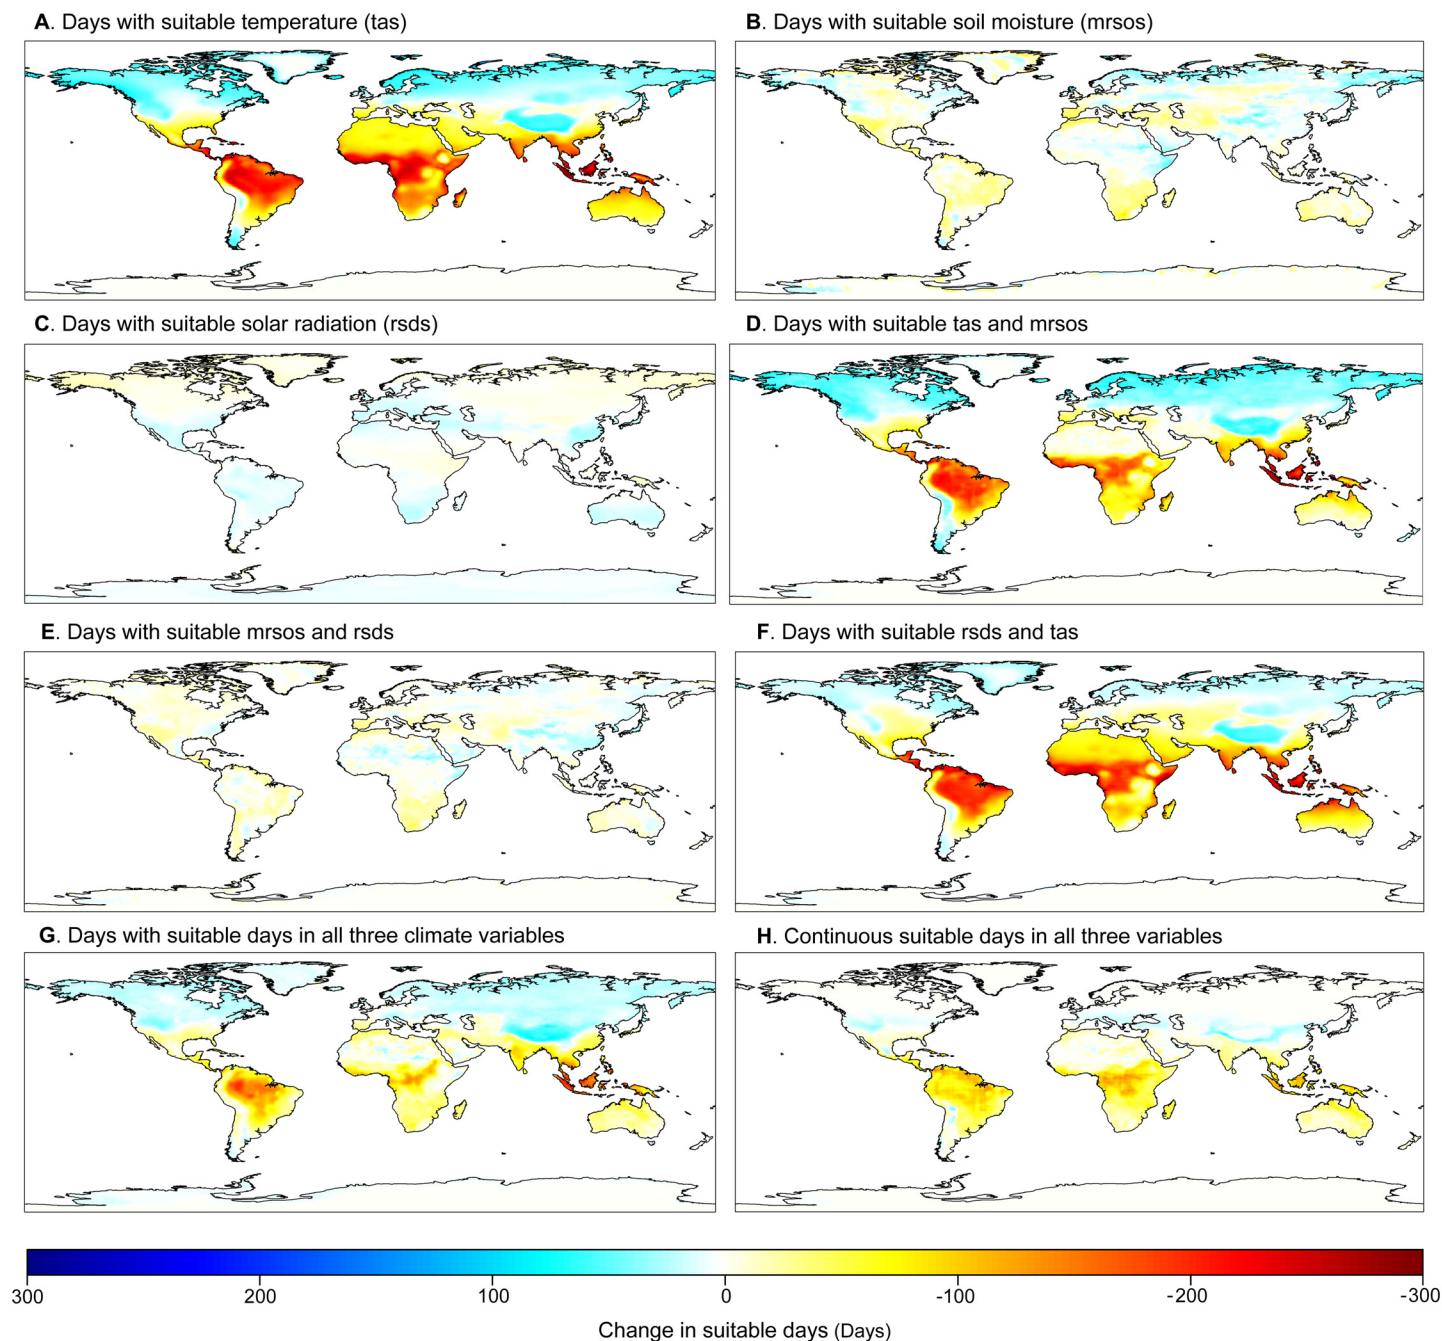 A. Days with suitable temperature (tas)
B. Days with suitable soil moisture (mrsos)
C. Days with suitable solar radiation (rsds)
D. Days with suitable tas and mrsos
E. Days with suitable mrsos and rsds
F. Days with suitable rsds and tas
G. Days with suitable days in all three climate variables
H. Continuous suitable days in all three variables
300 200 100 0 -100 -200 -300
Change in suitable days (Days)